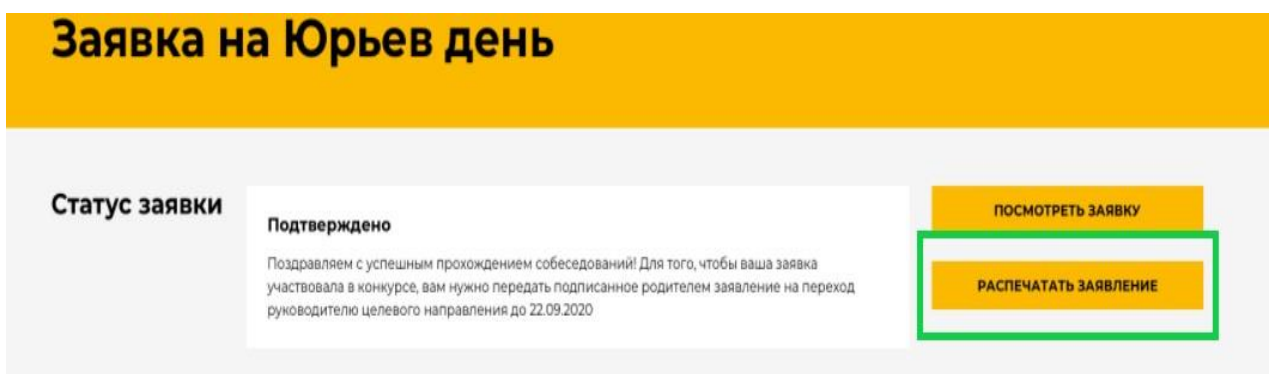 Заявка на Юрьев день
Статус заявки
Подтверждено
Поздравляем с успешным прохождением собеседований! Для того, чтобы ваша заявка
участвовала в конкурсе, вам нужно передать подписанное родителем заявление на переход
руководителю целевого направления до 22.09.2020
ПОСМОТРЕТЬ ЗАЯВКУ
РАСПЕЧАТАТЬ ЗАЯВЛЕНИЕ